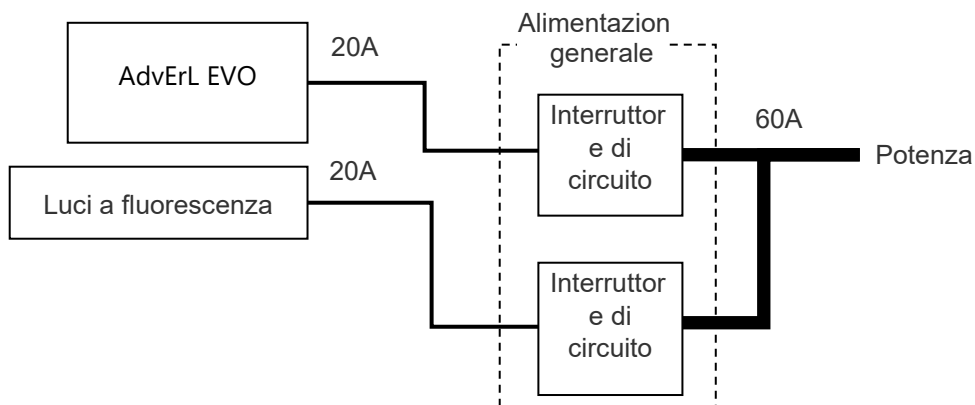 Alimentazion
generale
20A
AdvErL EVO
Interruttor
e di
circuito
60A
Potenza
20A
Luci a fluorescenza
Interruttor
e di
circuito